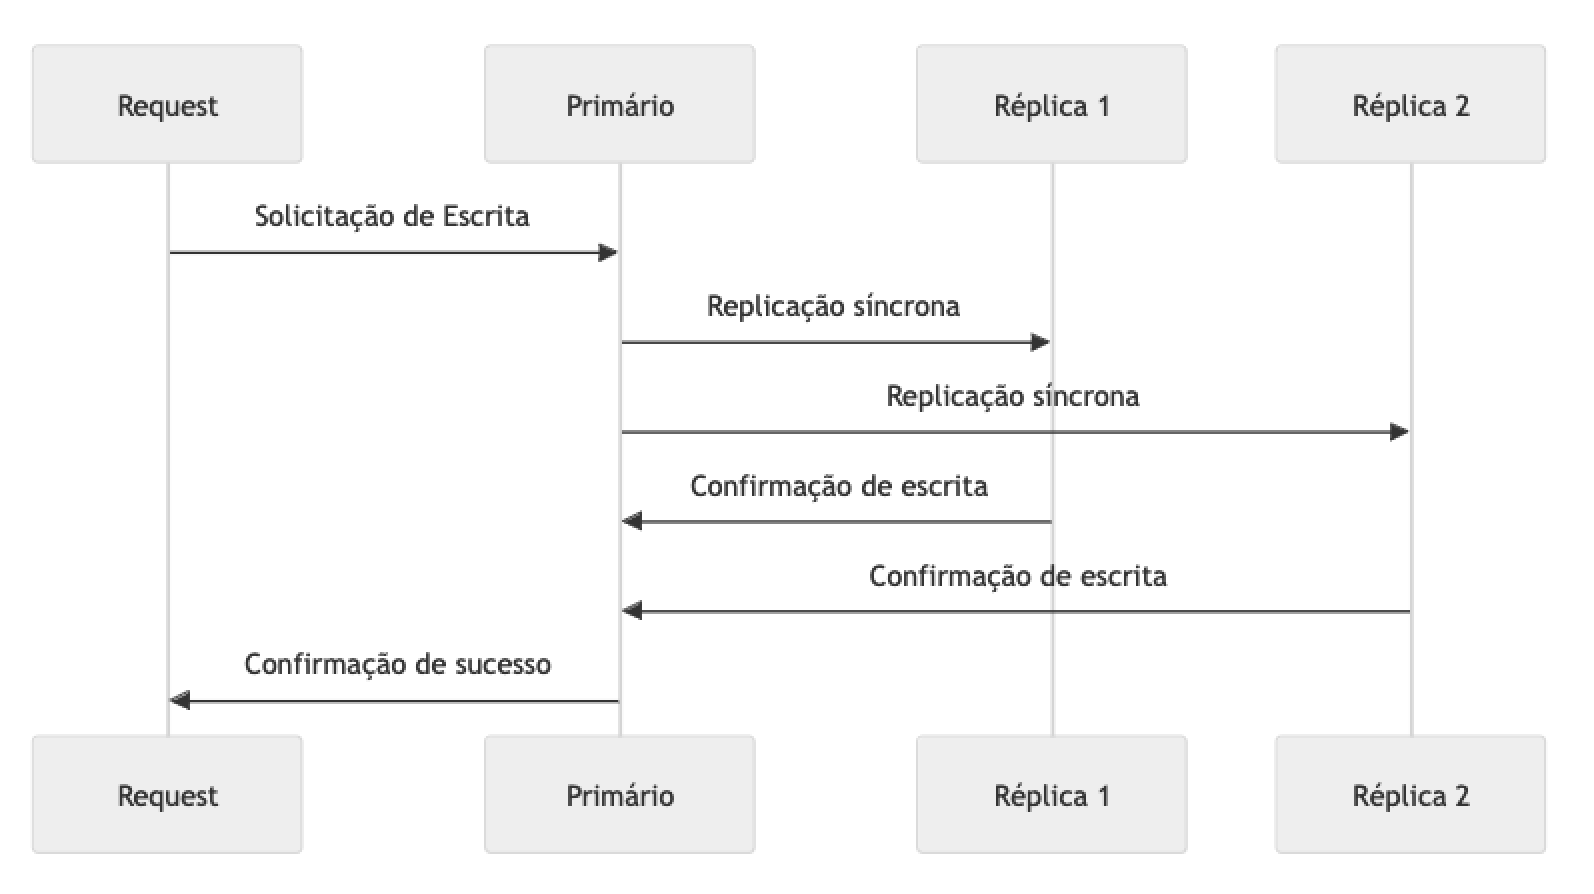 Request
Primário
Réplica 1
Réplica 2
Solicitação de Escrita
Replicação síncrona
Replicação síncrona
Confirmação de escrita
Confirmação de escrita
Confirmação de sucesso
Request
Primário
Réplica 1
Réplica 2